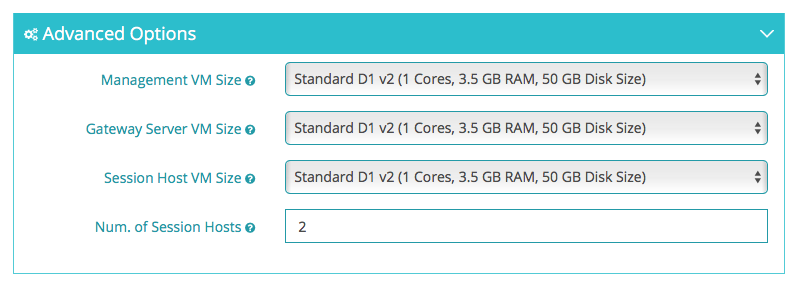 Advanced Options
Management VM Size Standard D1 v2 (1 Cores, 3.5 GB RAM, 50 GB Disk Size)
Gateway Server VM Size Standard D1 v2 (1 Cores, 3.5 GB RAM, 50 GB Disk Size)
Session Host VM Size Standard D1 v2 (1 Cores, 3.5 GB RAM, 50 GB Disk Size)
Num. of Session Hosts 2